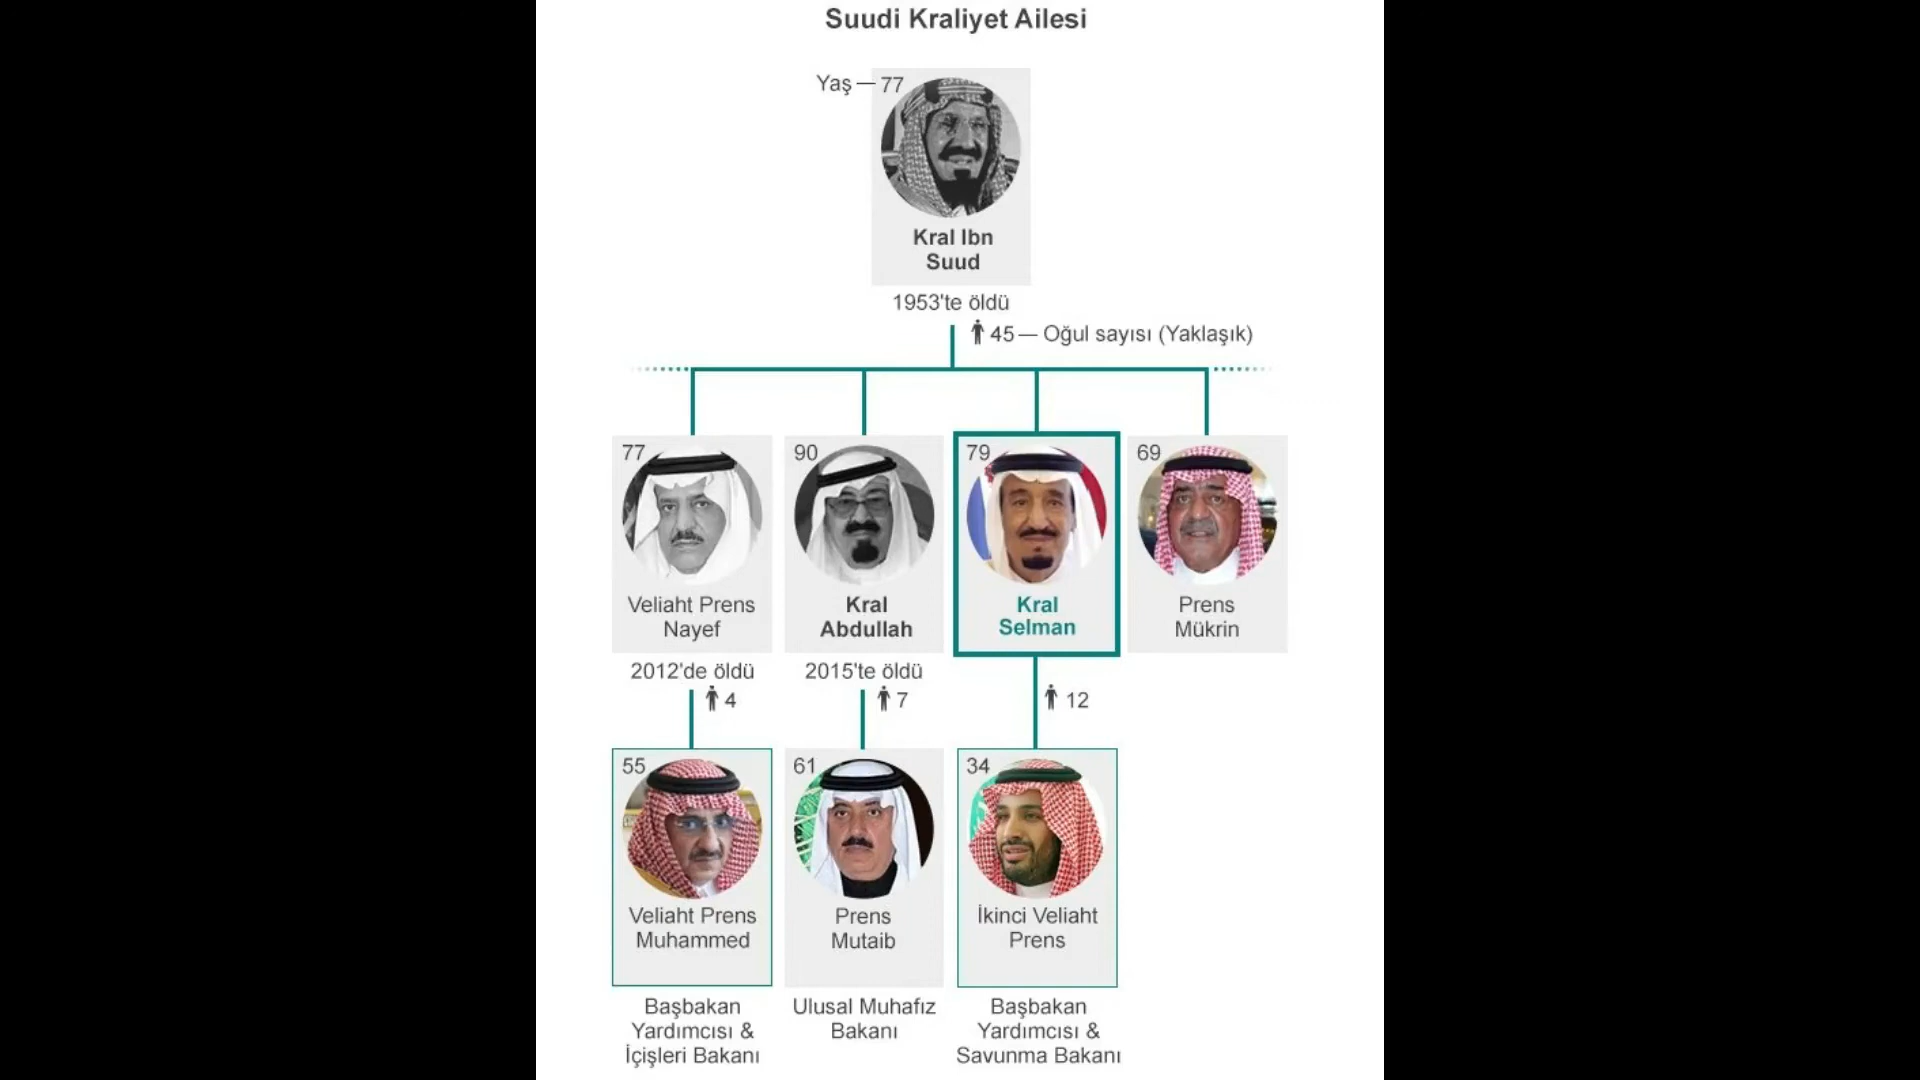 Suudi Kraliyet Ailesi
Yaş — 77
Kral Ibn
Suud
1953'te öldü
45 — Oğul sayısı (Yaklaşık)
77
90
79
69
Veliaht Prens
Nayef
Kral
Abdullah
Kral
Selman
Prens
Mükrin
2012'de öldü
2015'te öldü
4
7
12
55
61
34
Veliaht Prens
Muhammed
Prens
Mutaib
İkinci Veliaht
Prens
Başbakan
Yardımcısı &
İçişleri Bakanı
Ulusal Muhafız
Bakanı
Başbakan
Yardımcısı &
Savunma Bakanı